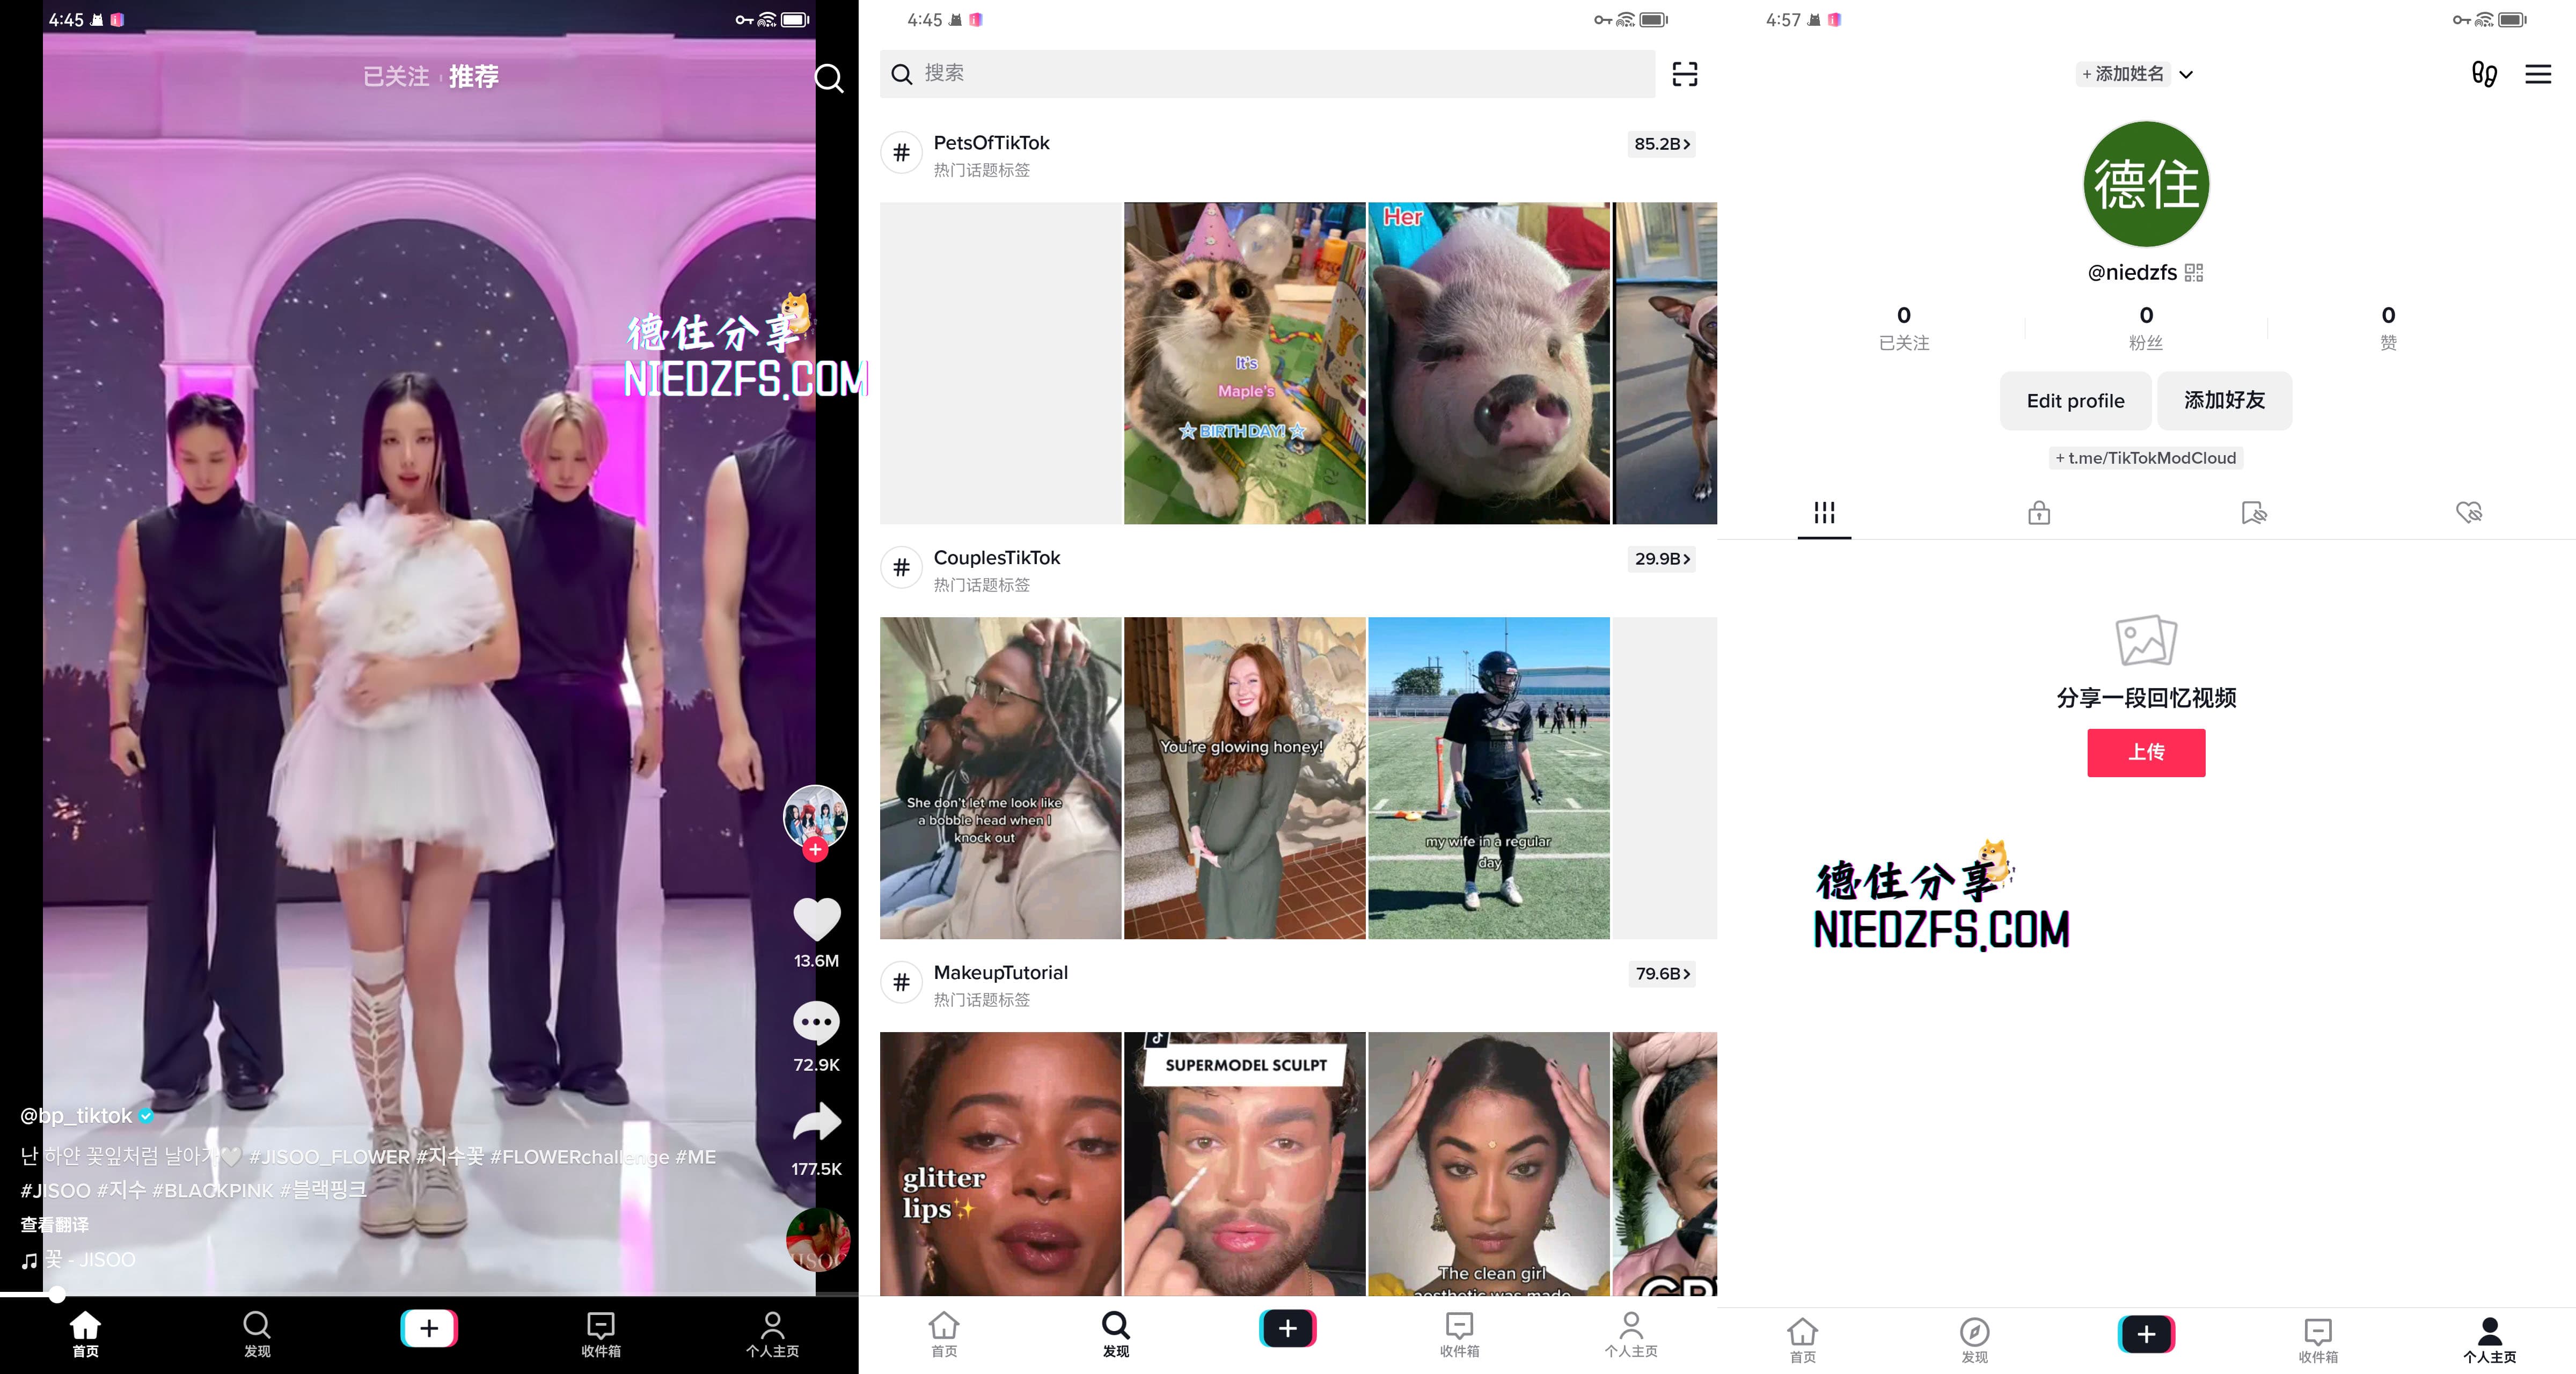 4:45
已关注
推荐
德住分享
NIEDZFS.COM
13.6M
72.9K
177.5K
@bp_tiktok
난 하얀 꽃잎처럼 날아가🤍 #JISOO_FLOWER #지수꽃 #FLOWERchallenge #ME
#JISOO #지수 #BLACKPINK #블랙핑크
查看翻译
꽃 - JISOO
JISOO
首页
发现
收件箱
个人主页
4:45
搜索
# PetsOfTikTok
85.2B
热门话题标签
It's
Maple's
BIRTHDAY!
Her
# CouplesTikTok
29.9B
热门话题标签
She don't let me look like
a bobble head when I
knock out
You're glowing honey!
my wife in a regular
day
# MakeupTutorial
79.6B
热门话题标签
glitter
lips✨
SUPERMODEL SCULPT
The clean girl
aesthetic was made
首页
发现
收件箱
个人主页
4:57
+ 添加姓名
德住
@niedzfs
0
已关注
0
粉丝
0
赞
Edit profile
添加好友
+ t.me/TikTokModCloud
分享一段回忆视频
上传
德住分享
NIEDZFS.COM
首页
发现
收件箱
个人主页